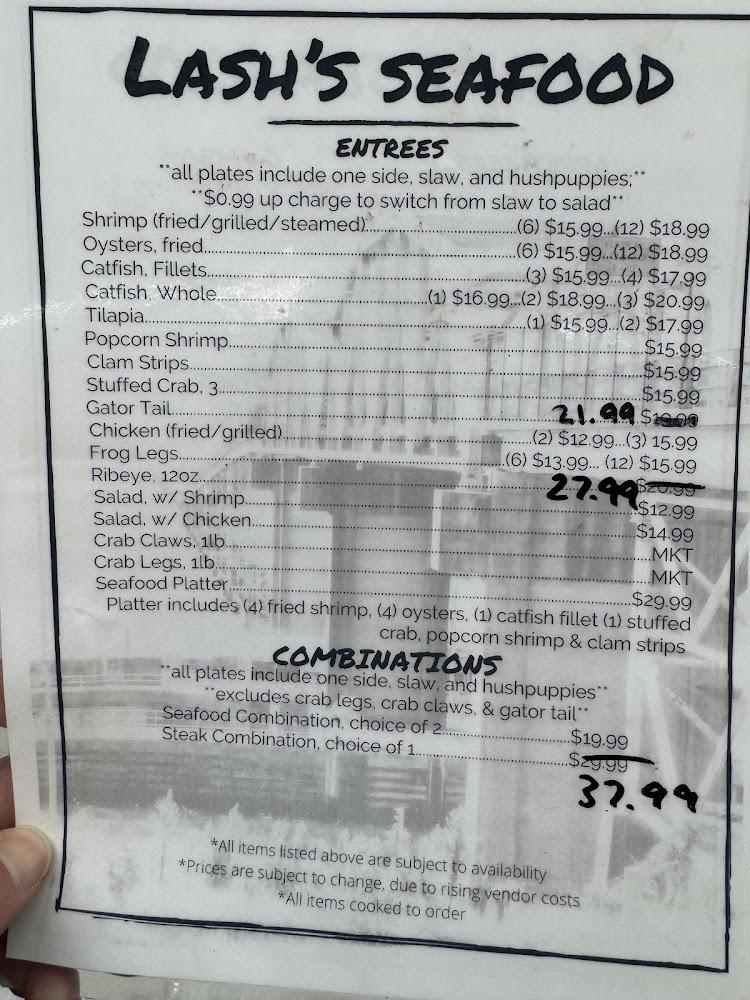 LASH'S SEAFOOD
ENTREES
**all plates include one side, slaw, and hushpuppies;**
**$0.99 up charge to switch from slaw to salad**
Shrimp (fried/grilled/steamed)...(6) $15.99...(12) $18.99
Oysters, fried...(6) $15.99...(12) $18.99
Catfish, Fillets...(3) $15.99...(4) $17.99
Catfish, Whole...(1) $16.99...(2) $18.99...(3) $20.99
Tilapia...(1) $15.99...(2) $17.99
Popcorn Shrimp...$15.99
Clam Strips...$15.99
Stuffed Crab, 3...$15.99
Gator Tail...21.99
Chicken (fried/grilled)...(2) $12.99...(3) 15.99
Frog Legs...(6) $13.99... (12) $15.99
Ribeye, 12oz...27.99 $20.99
Salad, w/ Shrimp...$12.99
Salad, w/ Chicken...$14.99
Crab Claws, 1lb...MKT
Crab Legs, 1lb...MKT
Seafood Platter...$29.99
Platter includes (4) fried shrimp, (4) oysters, (1) catfish fillet (1) stuffed
crab, popcorn shrimp & clam strips
COMBINATIONS
**all plates include one side, slaw, and hushpuppies**
**excludes crab legs, crab claws, & gator tail**
Seafood Combination, choice of 2...$19.99
Steak Combination, choice of 1...$29.99
37.99
*All items listed above are subject to availability
*Prices are subject to change, due to rising vendor costs
*All items cooked to order